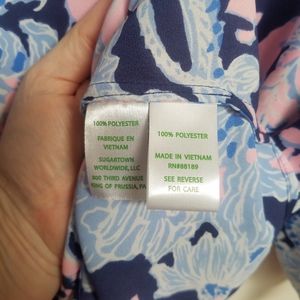 100% POLYESTER
FABRIQUE EN
VIETNAM
SUGARTOWN
WORLDWIDE, LLC
800 THIRD AVENUE
KING OF PRUSSIA, PA
100% POLYESTER
MADE IN VIETNAM
RN#88189
SEE REVERSE
FOR CARE